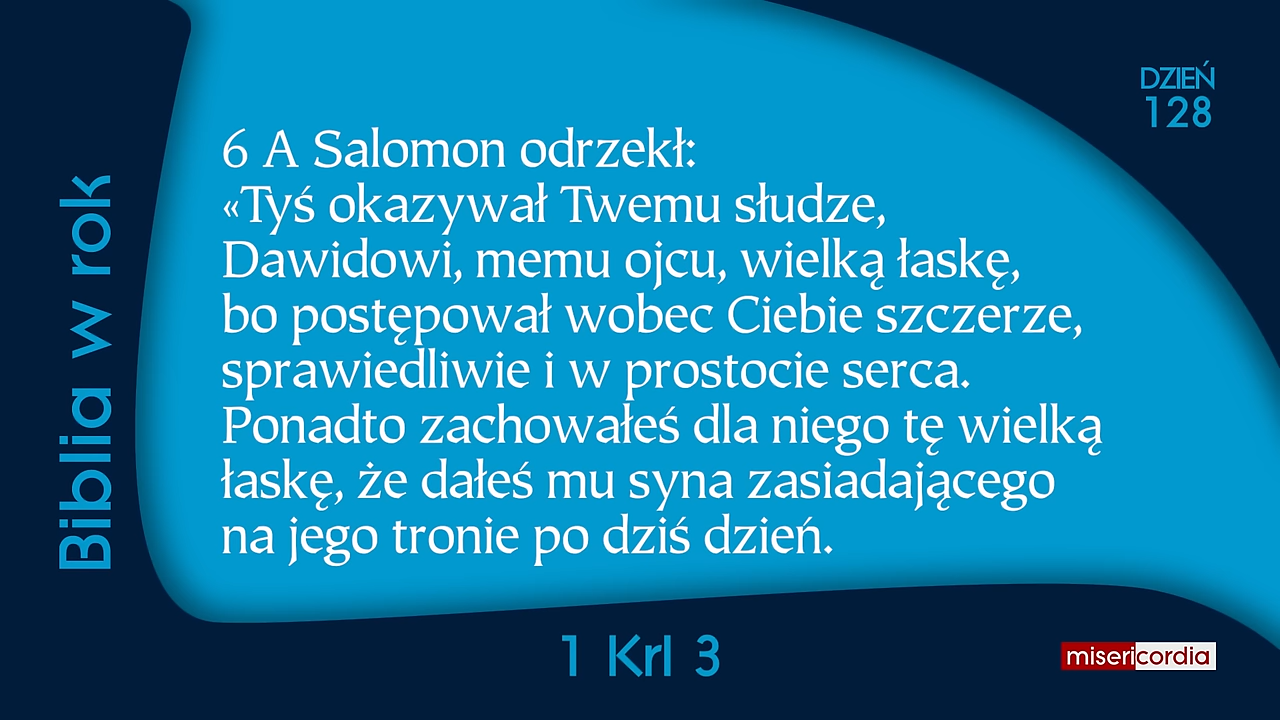 DZIEŃ
128
6 A Salomon odrzekł:
«Tyś okazywał Twemu słudze,
Dawidowi, memu ojcu, wielką łaskę,
bo postępował wobec Ciebie szczerze,
sprawiedliwie i w prostocie serca.
Ponadto zachowałeś dla niego tę wielką
łaskę, że dałeś mu syna zasiadającego
na jego tronie po dziś dzień.
Biblia w rok
1 Krl 3
misericordia